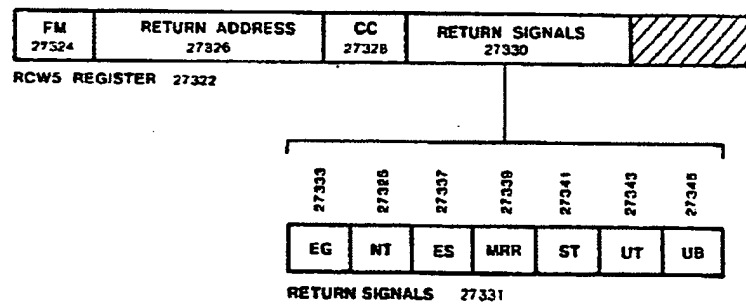 FM RETURN ADDRESS CC RETURN SIGNALS
27324 27326 27328 27330
RCWS REGISTER 27322
27333 27325 27337 27339 27341 27343 27345
EG NT ES MRR ST UT UB
RETURN SIGNALS 27331